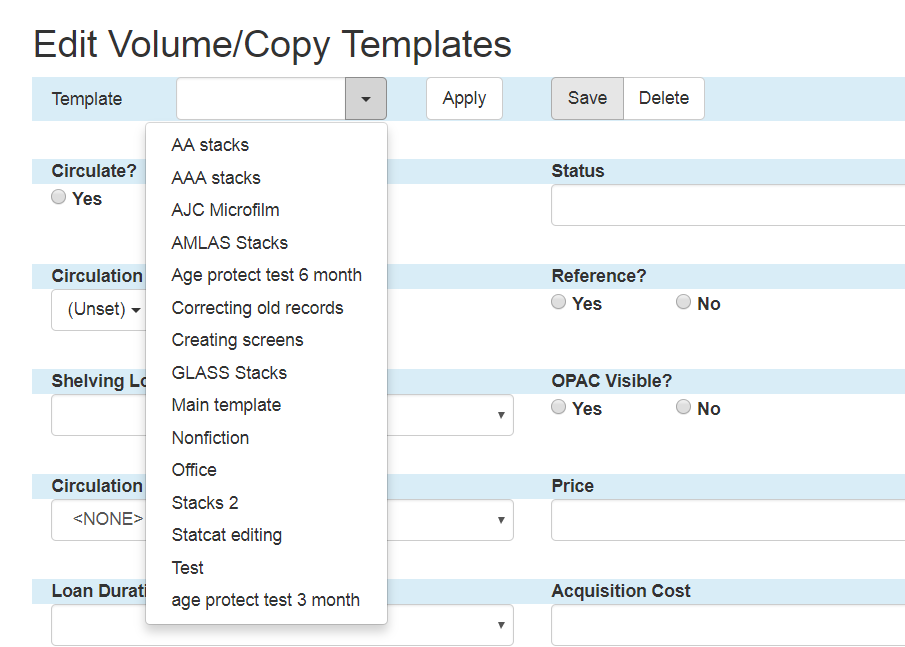 Edit Volume/Copy Templates
Template Apply Save Delete
AA stacks
Circulate? AAA stacks Status
Yes AJC Microfilm
AMLAS Stacks
Circulation Age protect test 6 month Reference?
(Unset) Correcting old records Yes No
Creating screens
Shelving Lo GLASS Stacks OPAC Visible?
Main template Yes No
Nonfiction
Office
Circulation Stacks 2 Price
<NONE> Statcat editing
Test
Loan Durati age protect test 3 month Acquisition Cost